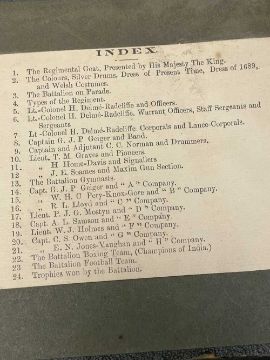 INDEX.
1. The Regimental Goat, Presented by His Majesty The King.
2. The Colours, Silver Drums, Dress of Present Time, Dress of 1689,
and Welsh Costumes.
3. The Battalion on Parade.
4. Types of the Regiment.
5. Lt.-Colonel H. Delmé-Radcliffe and Officers.
6. Lt.-Colonel H. Delmé-Radcliffe, Warrant Officers, Staff Sergeants and
Sergeants.
7 Lt-Colonel H. Delmé-Radcliffe. Corporals and Lance-Corporals.
8. Captain G. J. P Geiger and Band.
9. Captain and Adjutant C. C. Norman and Drummers.
10. Lieut. T. M. Graves and Pioneers.
11. " H Home-Davis and Signallers
12 " J. E. Soames and Maxim Gun Section.
13. The Battalion Gymnasts.
14. Capt. G. J. P Geiger and "A" Company.
15. " W. H. C Pery-Knox-Gore and "B" Company.
16. " R. L. Lloyd and "C" Company.
17. Lieut. P. J. G. Mostyn and "D" Company.
18. Capt. A. L. Samson and "E" Company.
19. Lieut. W. J. Holmes and "F" Company.
20. Capt. C. S. Owen and "G" Company.
21. " E. N. Jones-Vaughan and "H" Company.
22. The Battalion Boxing Team, (Champions of India.)
23 The Battalion Football Team.
24. Trophies won by the Battalion.